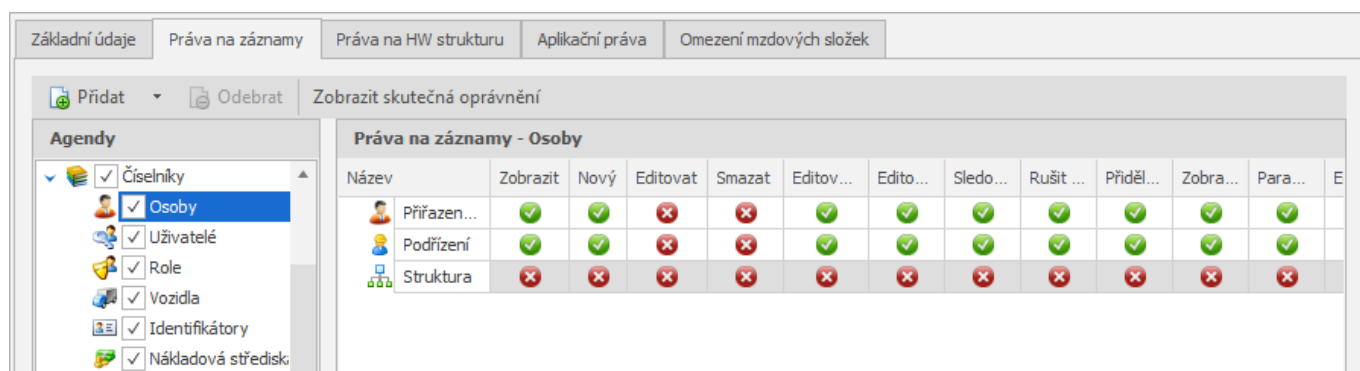 Základní údaje Práva na záznamy Práva na HW strukturu Aplikační práva Omezení mzdových složek
Přidat Odebrat Zobrazit skutečná oprávnění
Agendy
Číselníky
Osoby
Uživatelé
Role
Vozidla
Identifikátory
Nákladová středisk
Práva na záznamy - Osoby
Název Zobrazit Nový Editovat Smazat Editov... Edito... Sledo... Rušit ... Přiděl... Zobra... Para... E
Přiřazen...
Podřízení
Struktura